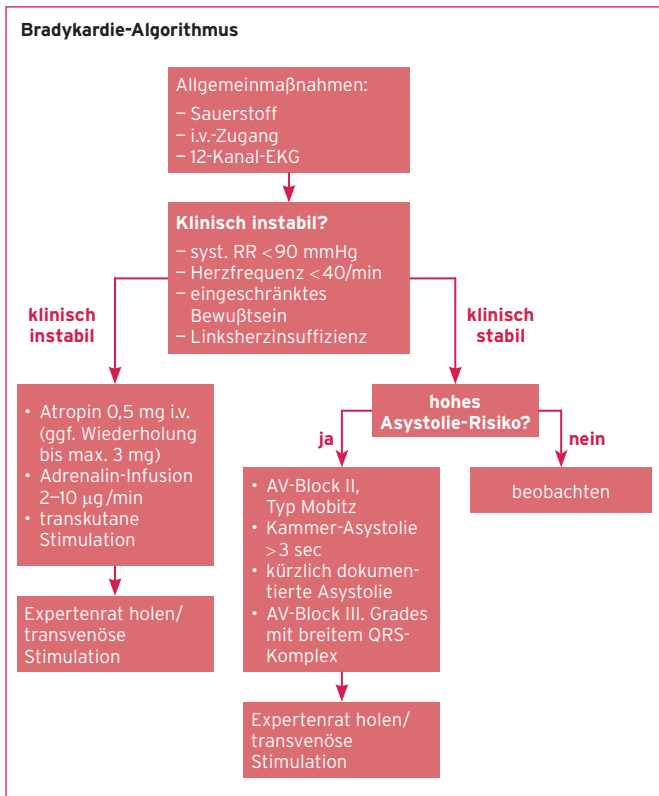 Bradykardie-Algorithmus
Allgemeinmaßnahmen:
– Sauerstoff
– i.v.-Zugang
– 12-Kanal-EKG
Klinisch instabil?
– syst. RR <90 mmHg
– Herzfrequenz <40/min
– eingeschränktes
Bewußtsein
– Linksherzinsuffizienz
klinisch
instabil
klinisch
stabil
• Atropin 0,5 mg i.v.
(ggf. Wiederholung
bis max. 3 mg)
• Adrenalin-Infusion
2–10 µg/min
• transkutane
Stimulation
Expertenrat holen/
transvenöse
Stimulation
hohes
Asystolie-Risiko?
ja
nein
• AV-Block II,
Typ Mobitz
• Kammer-Asystolie
>3 sec
• kürzlich dokumen-
tierte Asystolie
• AV-Block III. Grades
mit breitem QRS-
Komplex
beobachten
Expertenrat holen/
transvenöse
Stimulation